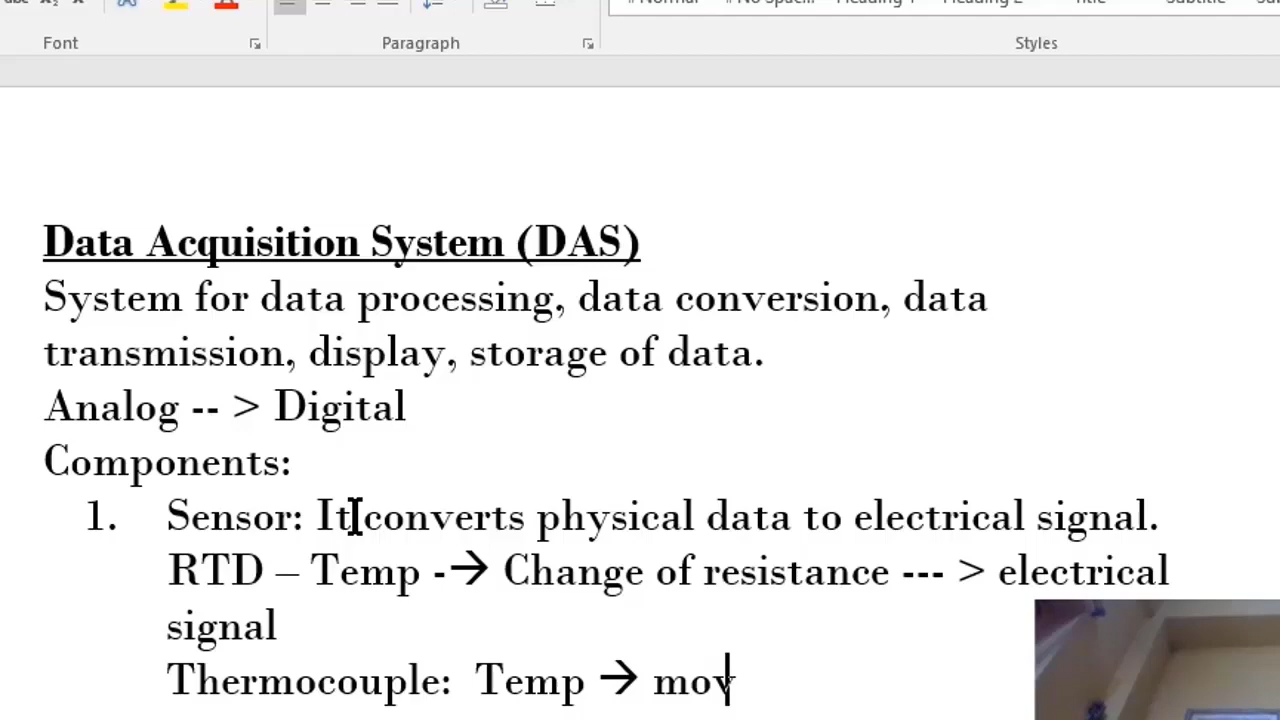 Font
Paragraph
Styles
Data Acquisition System (DAS)
System for data processing, data conversion, data
transmission, display, storage of data.
Analog -- > Digital
Components:
1. Sensor: It converts physical data to electrical signal.
RTD – Temp -→ Change of resistance --- > electrical
signal
Thermocouple: Temp → mov